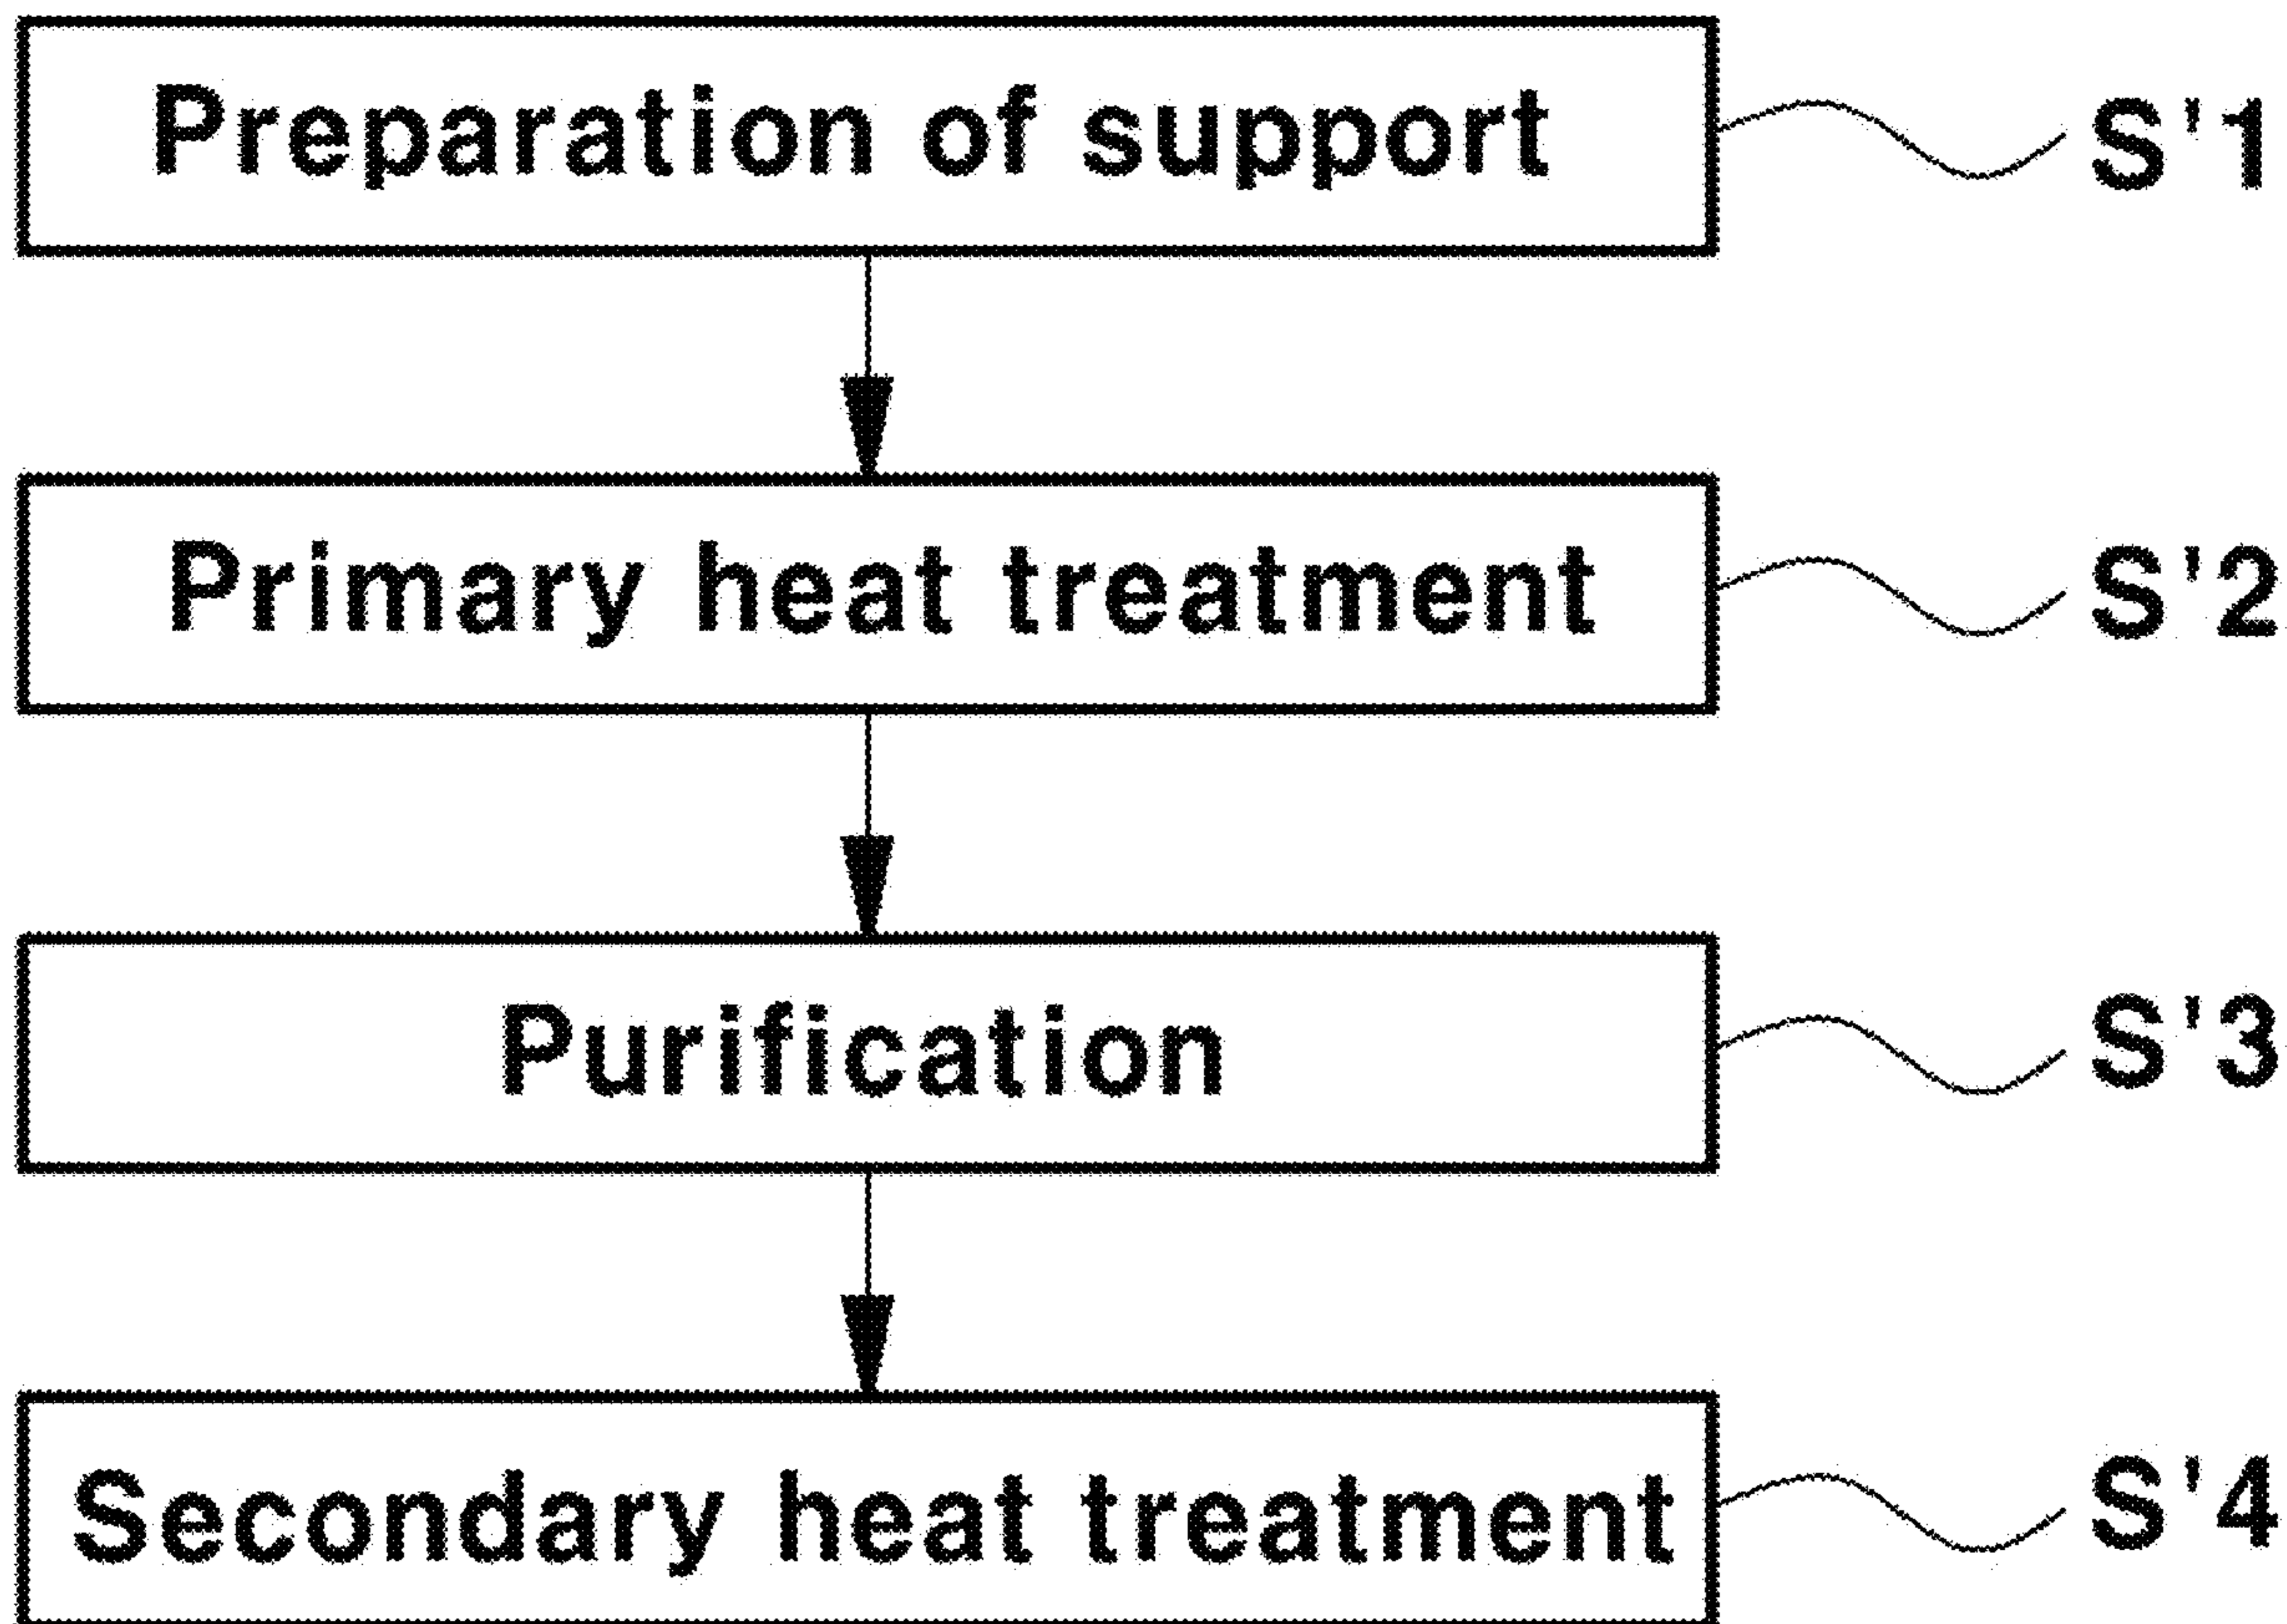 Preparation of support S'1
Primary heat treatment S'2
Purification S'3
Secondary heat treatment S'4